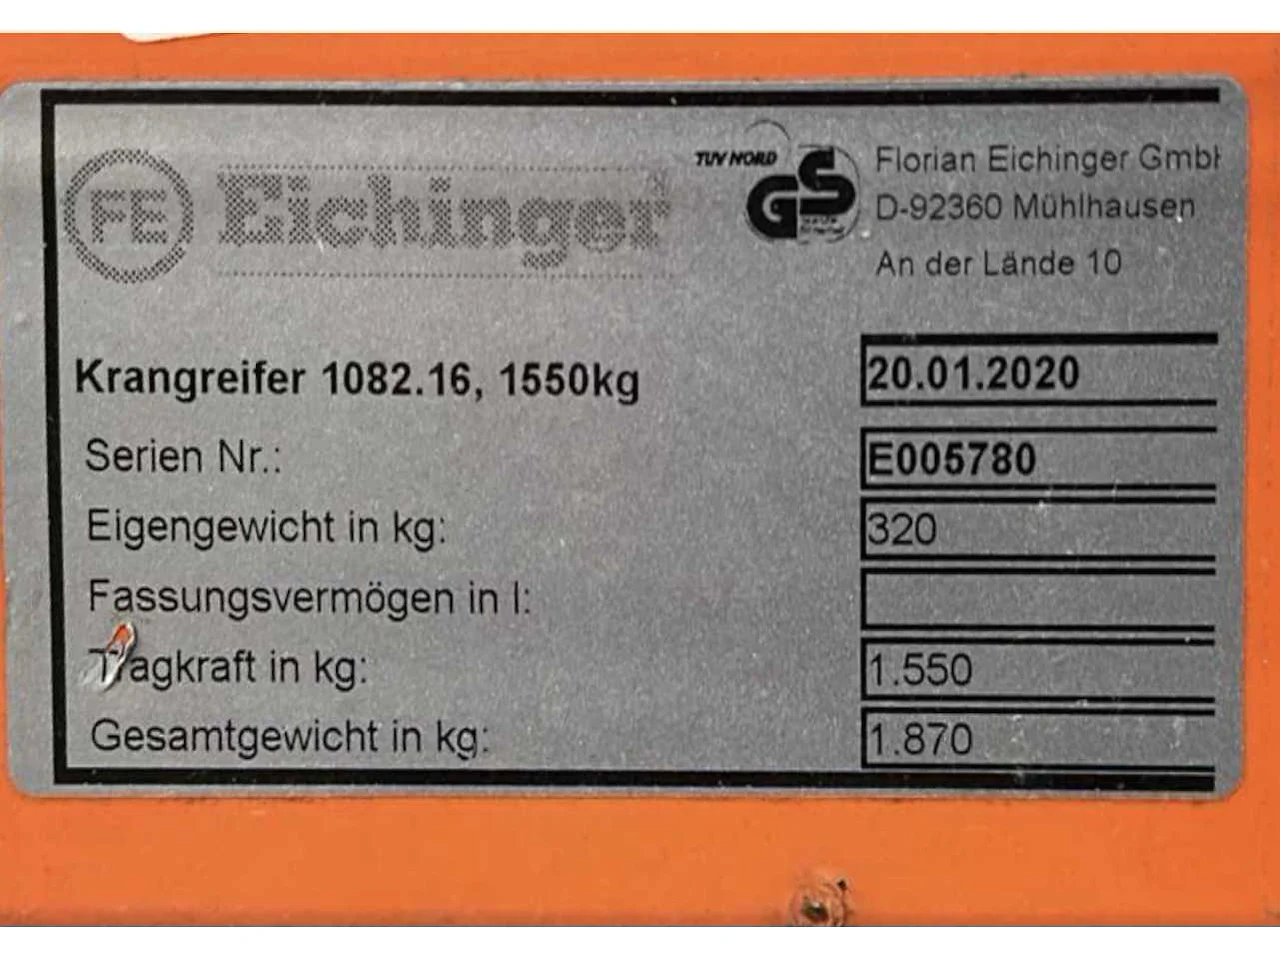 FE Eichinger
TÜV NORD
GS
Florian Eichinger GmbH
D-92360 Mühlhausen
An der Lände 10
Krangreifer 1082.16, 1550kg 20.01.2020
Serien Nr.: E005780
Eigengewicht in kg: 320
Fassungsvermögen in l:
Tragkraft in kg: 1.550
Gesamtgewicht in kg: 1.870